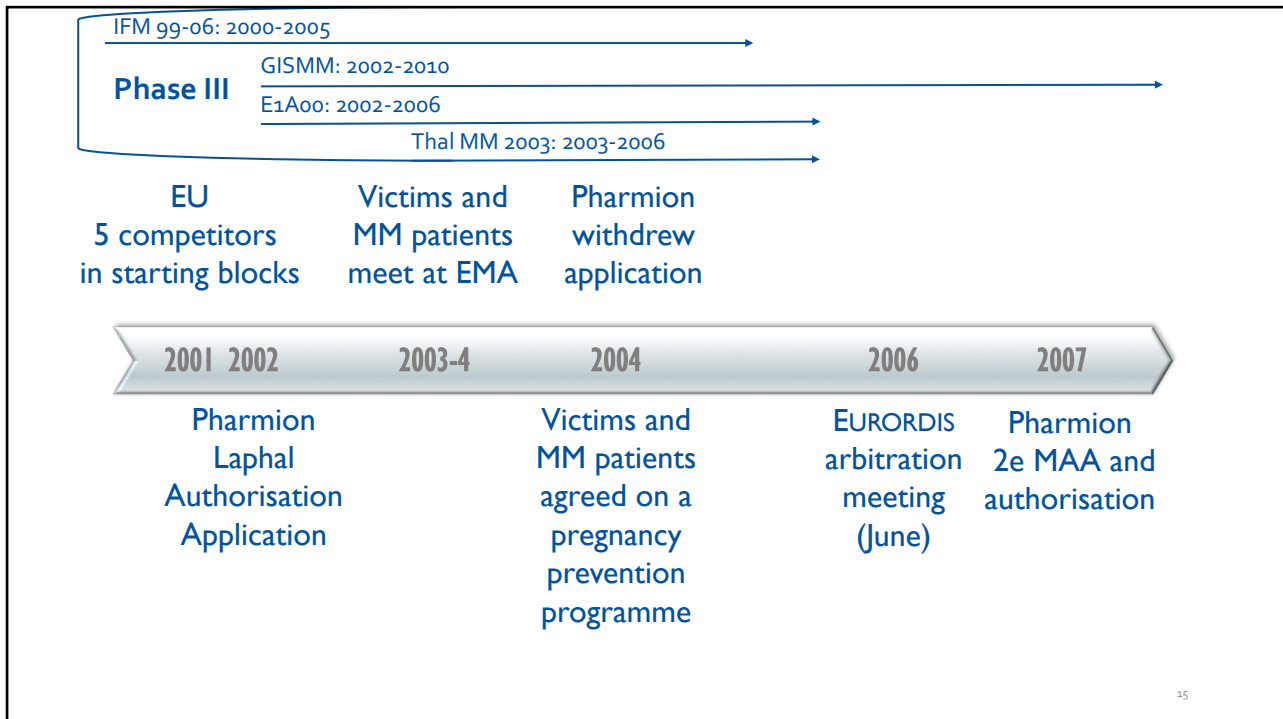 IFM 99-06: 2000-2005
GISMM: 2002-2010
Phase III
E1A00: 2002-2006
Thal MM 2003: 2003-2006
EU
5 competitors
in starting blocks
Victims and
MM patients
meet at EMA
Pharmion
withdrew
application
2001 2002
2003-4
2004
2006
2007
Pharmion
Laphal
Authorisation
Application
Victims and
MM patients
agreed on a
pregnancy
prevention
programme
EURORDIS
arbitration
meeting
(June)
Pharmion
2e MAA and
authorisation
15